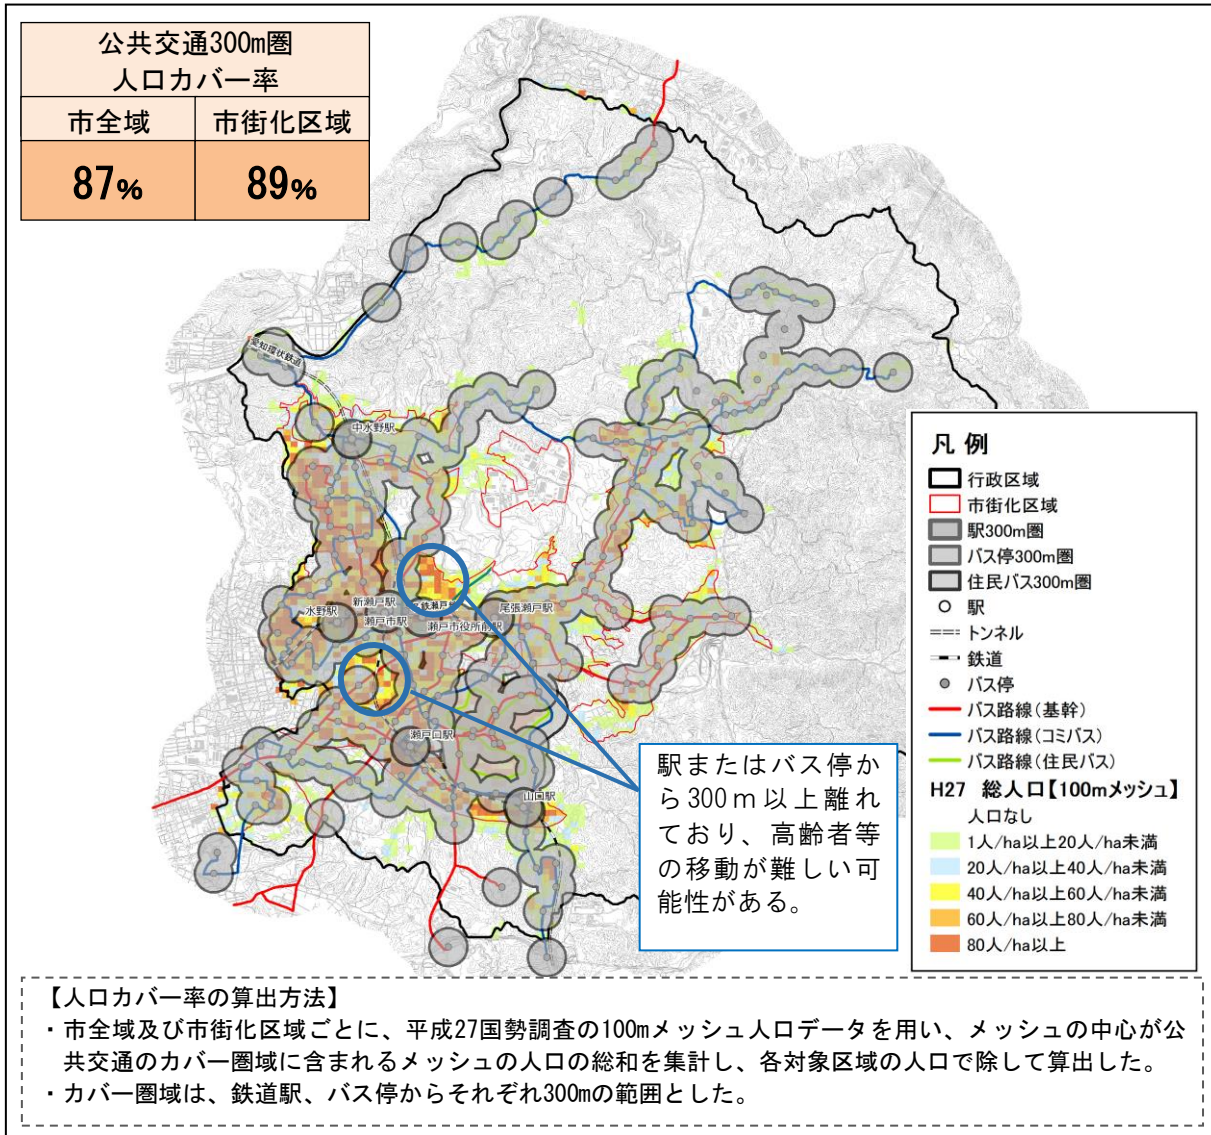 公共交通300m圏
人口カバー率
市全域 市街化区域
87% 89%
愛知環状鉄道
中水野駅
水野駅
新瀬戸駅
瀬戸市駅
瀬戸市役所前駅
尾張瀬戸駅
瀬戸口駅
山口駅
駅またはバス停か
ら300m以上離れ
ており、高齢者等
の移動が難しい可
能性がある。
凡 例
行政区域
市街化区域
駅300m圏
バス停300m圏
住民バス300m圏
駅
トンネル
鉄道
バス停
バス路線(基幹)
バス路線(コミバス)
バス路線(住民バス)
H27 総人口【100mメッシュ】
人口なし
1人/ha以上20人/ha未満
20人/ha以上40人/ha未満
40人/ha以上60人/ha未満
60人/ha以上80人/ha未満
80人/ha以上
【人口カバー率の算出方法】
・市全域及び市街化区域ごとに、平成27国勢調査の100mメッシュ人口データを用い、メッシュの中心が公
共交通のカバー圏域に含まれるメッシュの人口の総和を集計し、各対象区域の人口で除して算出した。
・カバー圏域は、鉄道駅、バス停からそれぞれ300mの範囲とした。